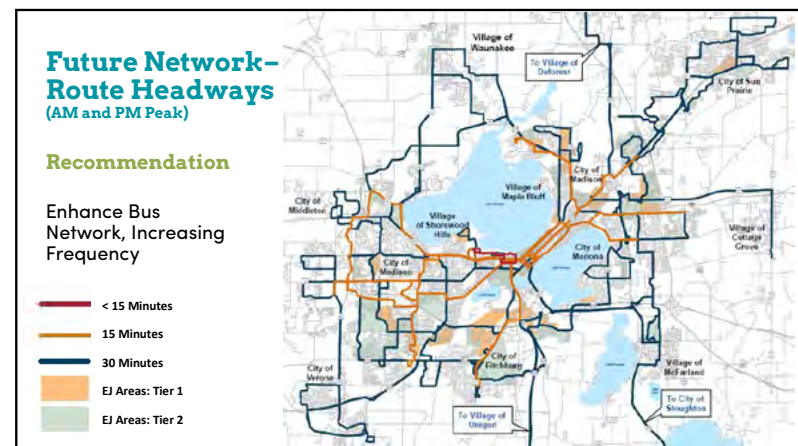 Future Network–
Route Headways
(AM and PM Peak)
Recommendation
Enhance Bus
Network, Increasing
Frequency
< 15 Minutes
15 Minutes
30 Minutes
EJ Areas: Tier 1
EJ Areas: Tier 2
Village of
Waunakee
To Village of
Deforest
City of Sun
Prairie
City of
Madison
Village of
Maple Bluff
City of
Middleton
Village
of Shorewood
Hills
City of
Monona
Village of
Cottage
Grove
City of
Madison
City of
Verona
City of
Fitchburg
Village of
McFarland
To Village of
Oregon
To City of
Stoughton